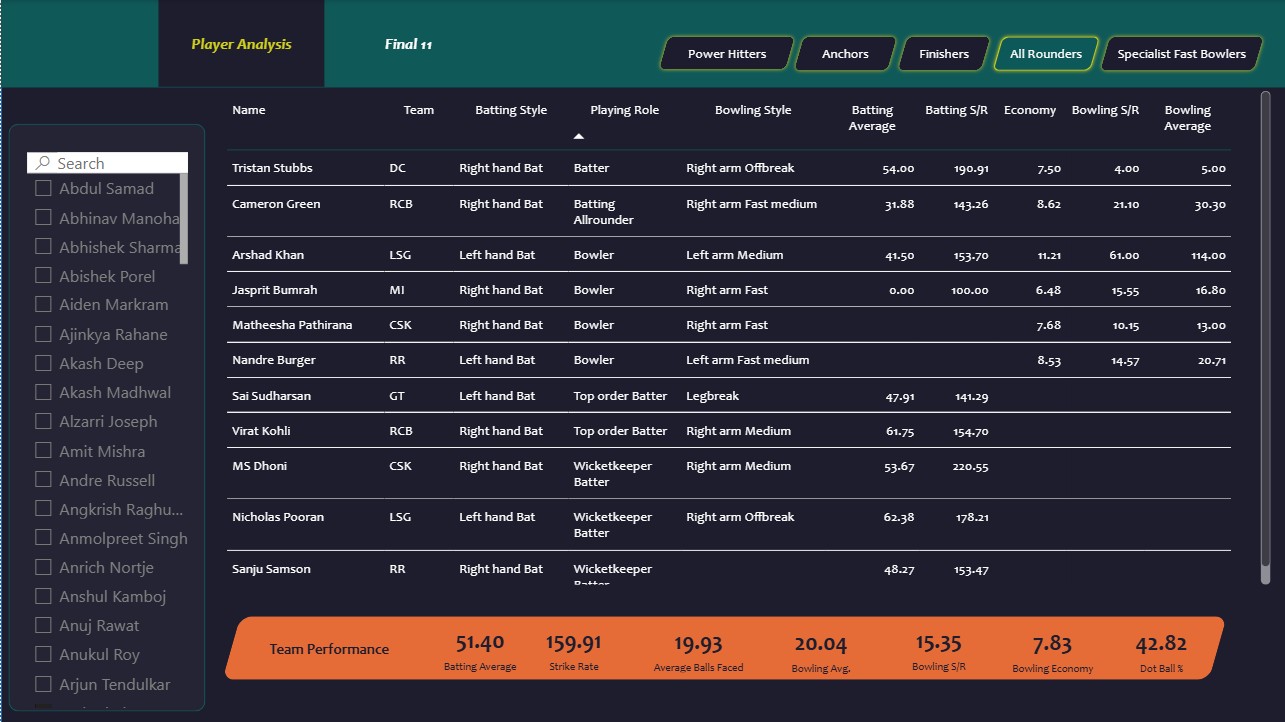 Player Analysis
Final 11
Power Hitters
Anchors
Finishers
All Rounders
Specialist Fast Bowlers
Search
Abdul Samad
Abhinav Manoha
Abhishek Sharma
Abishek Porel
Aiden Markram
Ajinkya Rahane
Akash Deep
Akash Madhwal
Alzarri Joseph
Amit Mishra
Andre Russell
Angkrish Raghu...
Anmolpreet Singh
Anrich Nortje
Anshul Kamboj
Anuj Rawat
Anukul Roy
Arjun Tendulkar
Name Team Batting Style Playing Role Bowling Style Batting Batting S/R Economy Bowling S/R Bowling
Average Average
Tristan Stubbs DC Right hand Bat Batter Right arm Offbreak 54.00 190.91 7.50 4.00 5.00
Cameron Green RCB Right hand Bat Batting Right arm Fast medium 31.88 143.26 8.62 21.10 30.30
Allrounder
Arshad Khan LSG Left hand Bat Bowler Left arm Medium 41.50 153.70 11.21 61.00 114.00
Jasprit Bumrah MI Right hand Bat Bowler Right arm Fast 0.00 100.00 6.48 15.55 16.80
Matheesha Pathirana CSK Right hand Bat Bowler Right arm Fast 7.68 10.15 13.00
Nandre Burger RR Left hand Bat Bowler Left arm Fast medium 8.53 14.57 20.71
Sai Sudharsan GT Left hand Bat Top order Batter Legbreak 47.91 141.29
Virat Kohli RCB Right hand Bat Top order Batter Right arm Medium 61.75 154.70
MS Dhoni CSK Right hand Bat Wicketkeeper Right arm Medium 53.67 220.55
Batter
Nicholas Pooran LSG Left hand Bat Wicketkeeper Right arm Offbreak 62.38 178.21
Batter
Sanju Samson RR Right hand Bat Wicketkeeper 48.27 153.47
Batter
Team Performance
51.40 159.91 19.93 20.04 15.35 7.83 42.82
Batting Average Strike Rate Average Balls Faced Bowling Avg. Bowling S/R Bowling Economy Dot Ball %